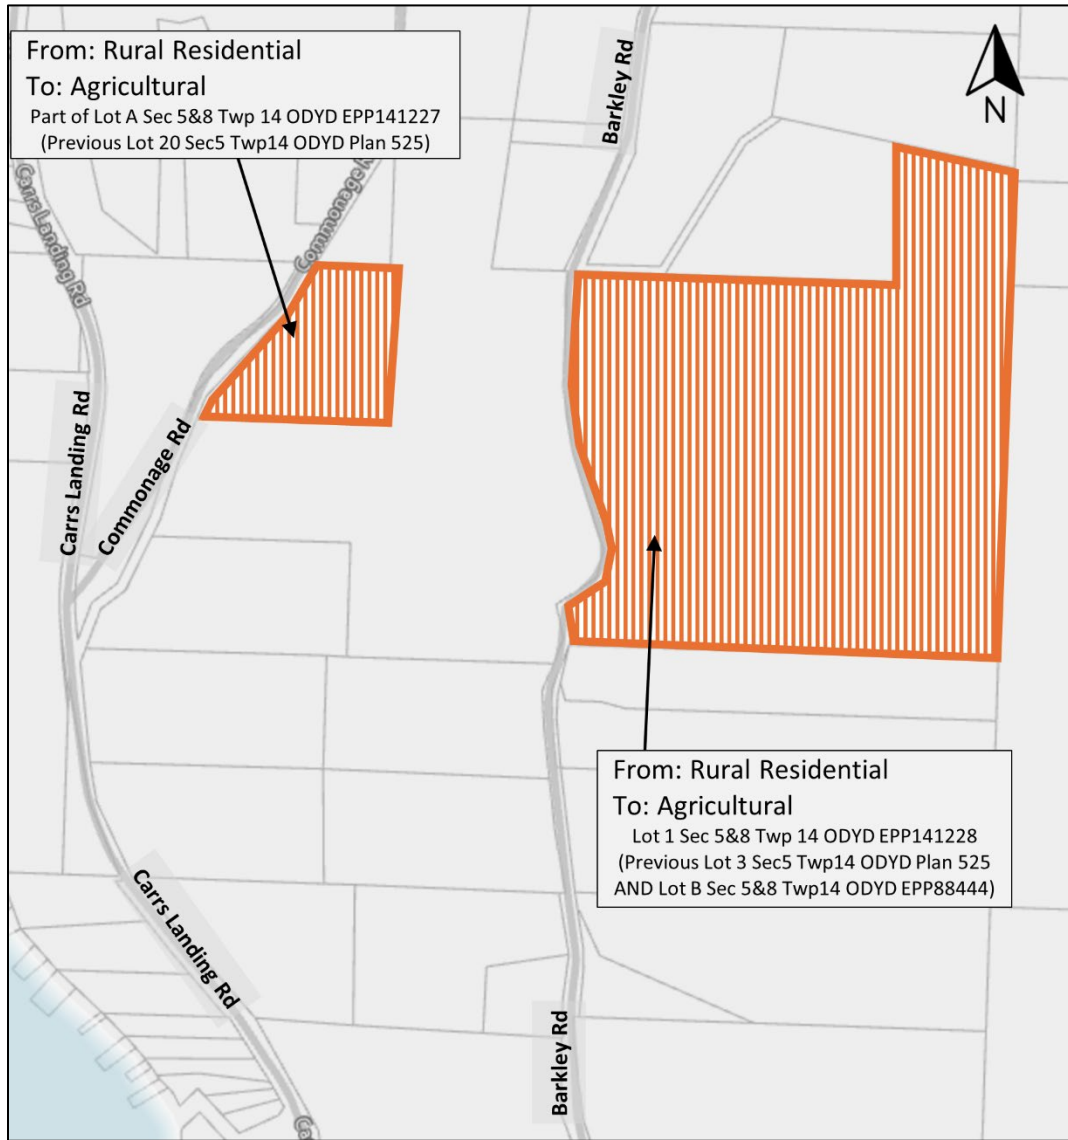 From: Rural Residential
To: Agricultural
Part of Lot A Sec 5&8 Twp 14 ODYD EPP141227
(Previous Lot 20 Sec5 Twp14 ODYD Plan 525)
N
Barkley Rd
Commonage R
Carrs Landing Rd
Carrs Landing Rd
Commonage Rd
From: Rural Residential
To: Agricultural
Lot 1 Sec 5&8 Twp 14 ODYD EPP141228
(Previous Lot 3 Sec5 Twp14 ODYD Plan 525
AND Lot B Sec 5&8 Twp14 ODYD EPP88444)
Carrs Landing Rd
Barkley Rd
Ca